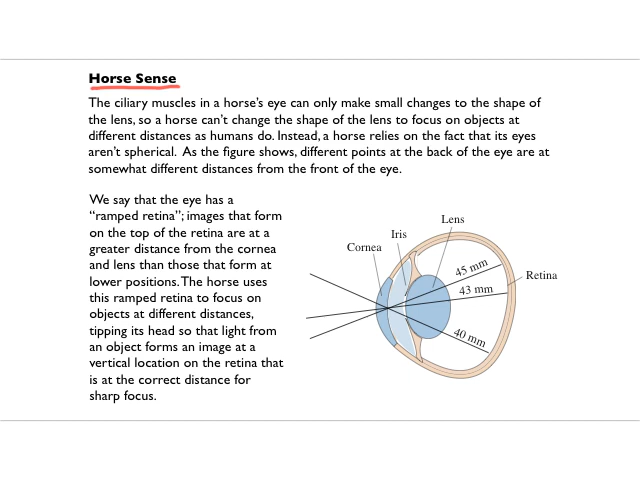 Horse Sense
The ciliary muscles in a horse's eye can only make small changes to the shape of
the lens, so a horse can't change the shape of the lens to focus on objects at
different distances as humans do. Instead, a horse relies on the fact that its eyes
aren't spherical.  As the figure shows, different points at the back of the eye are at
somewhat different distances from the front of the eye.
We say that the eye has a
“ramped retina”; images that form
on the top of the retina are at a
greater distance from the cornea
and lens than those that form at
lower positions. The horse uses
this ramped retina to focus on
objects at different distances,
tipping its head so that light from
an object forms an image at a
vertical location on the retina that
is at the correct distance for
sharp focus.
Lens
Iris
Cornea
45 mm
Retina
43 mm
40 mm